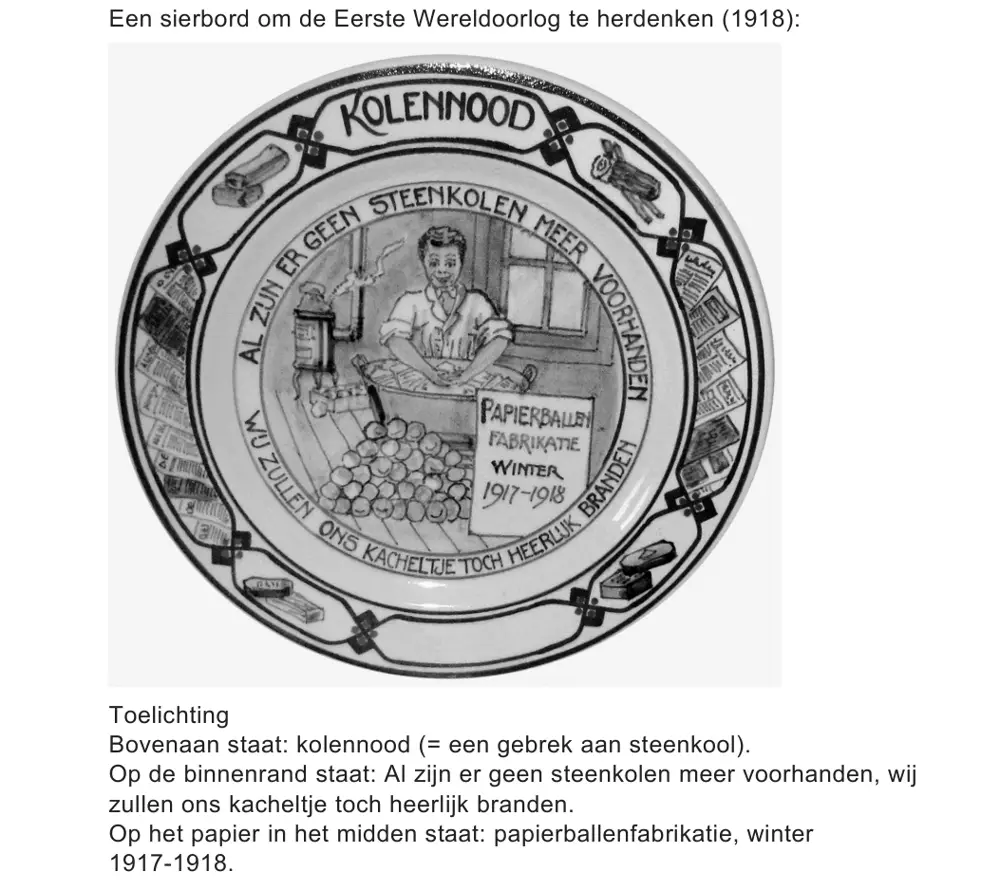 Een sierbord om de Eerste Wereldoorlog te herdenken (1918):
KOLENNOOD
AL ZIJN ER GEEN STEENKOLEN MEER VOORHANDEN
WIJ ZULLEN ONS KACHELTJE TOCH HEERLIJK BRANDEN
PAPIERBALLEN
FABRIKATIE
WINTER
1917-1918
Toelichting
Bovenaan staat: kolennood (= een gebrek aan steenkool).
Op de binnenrand staat: Al zijn er geen steenkolen meer voorhanden, wij
zullen ons kacheltje toch heerlijk branden.
Op het papier in het midden staat: papierballenfabrikatie, winter
1917-1918.